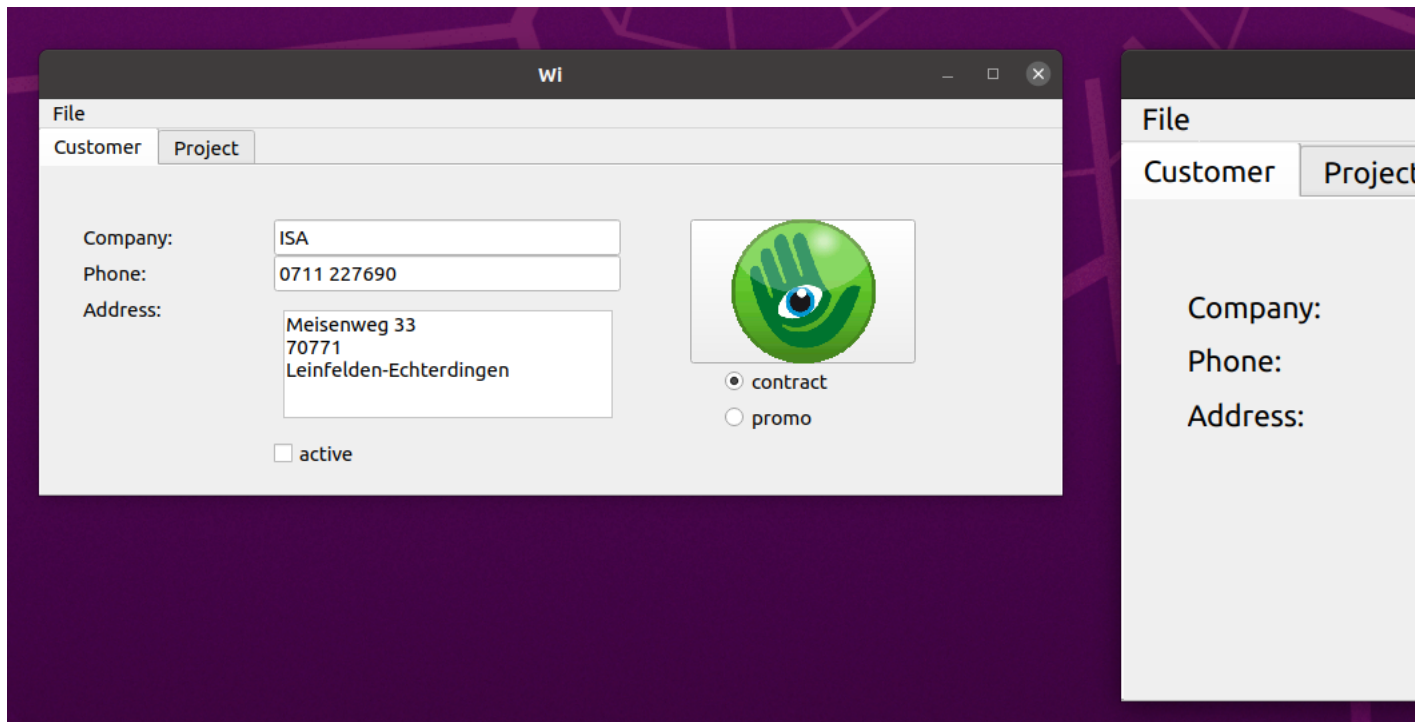 Wi
File
Customer Project
Company: ISA
Phone: 0711 227690
Address: Meisenweg 33
70771
Leinfelden-Echterdingen
contract
promo
active
File
Customer Project
Company:
Phone:
Address: